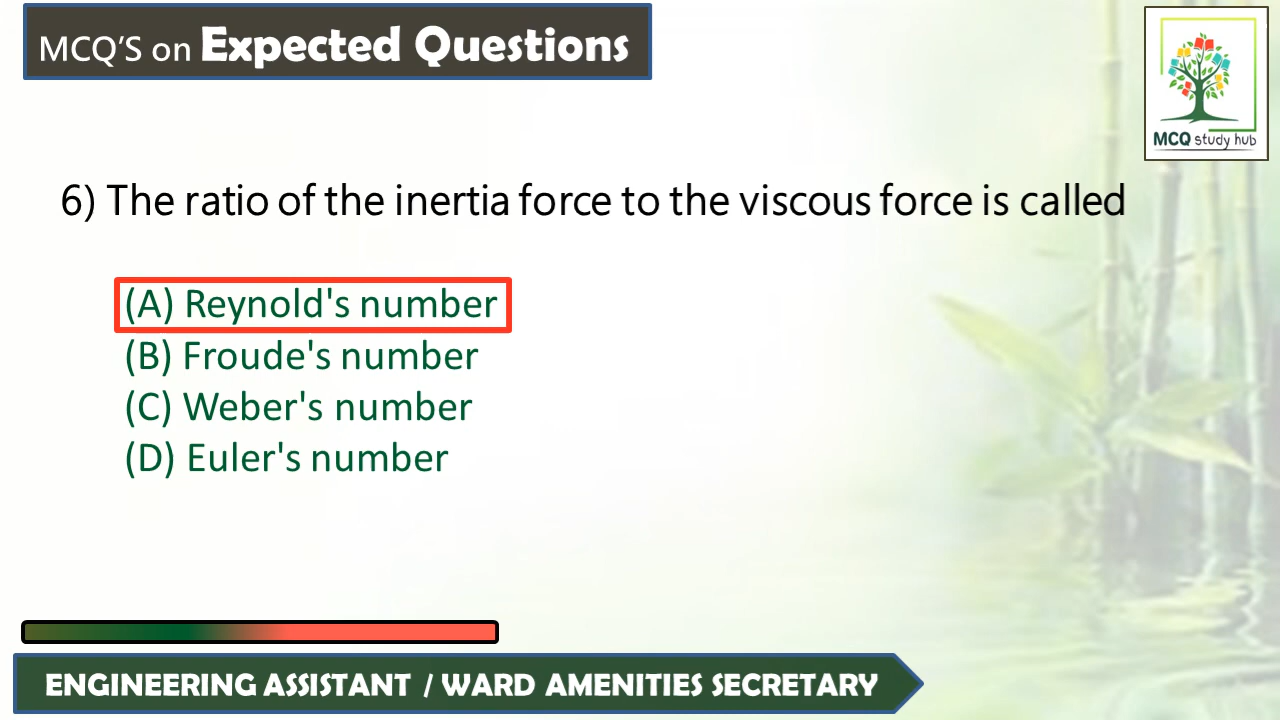 MCQ'S on Expected Questions
MCQ study hub
6) The ratio of the inertia force to the viscous force is called
(A) Reynold's number
(B) Froude's number
(C) Weber's number
(D) Euler's number
ENGINEERING ASSISTANT / WARD AMENITIES SECRETARY